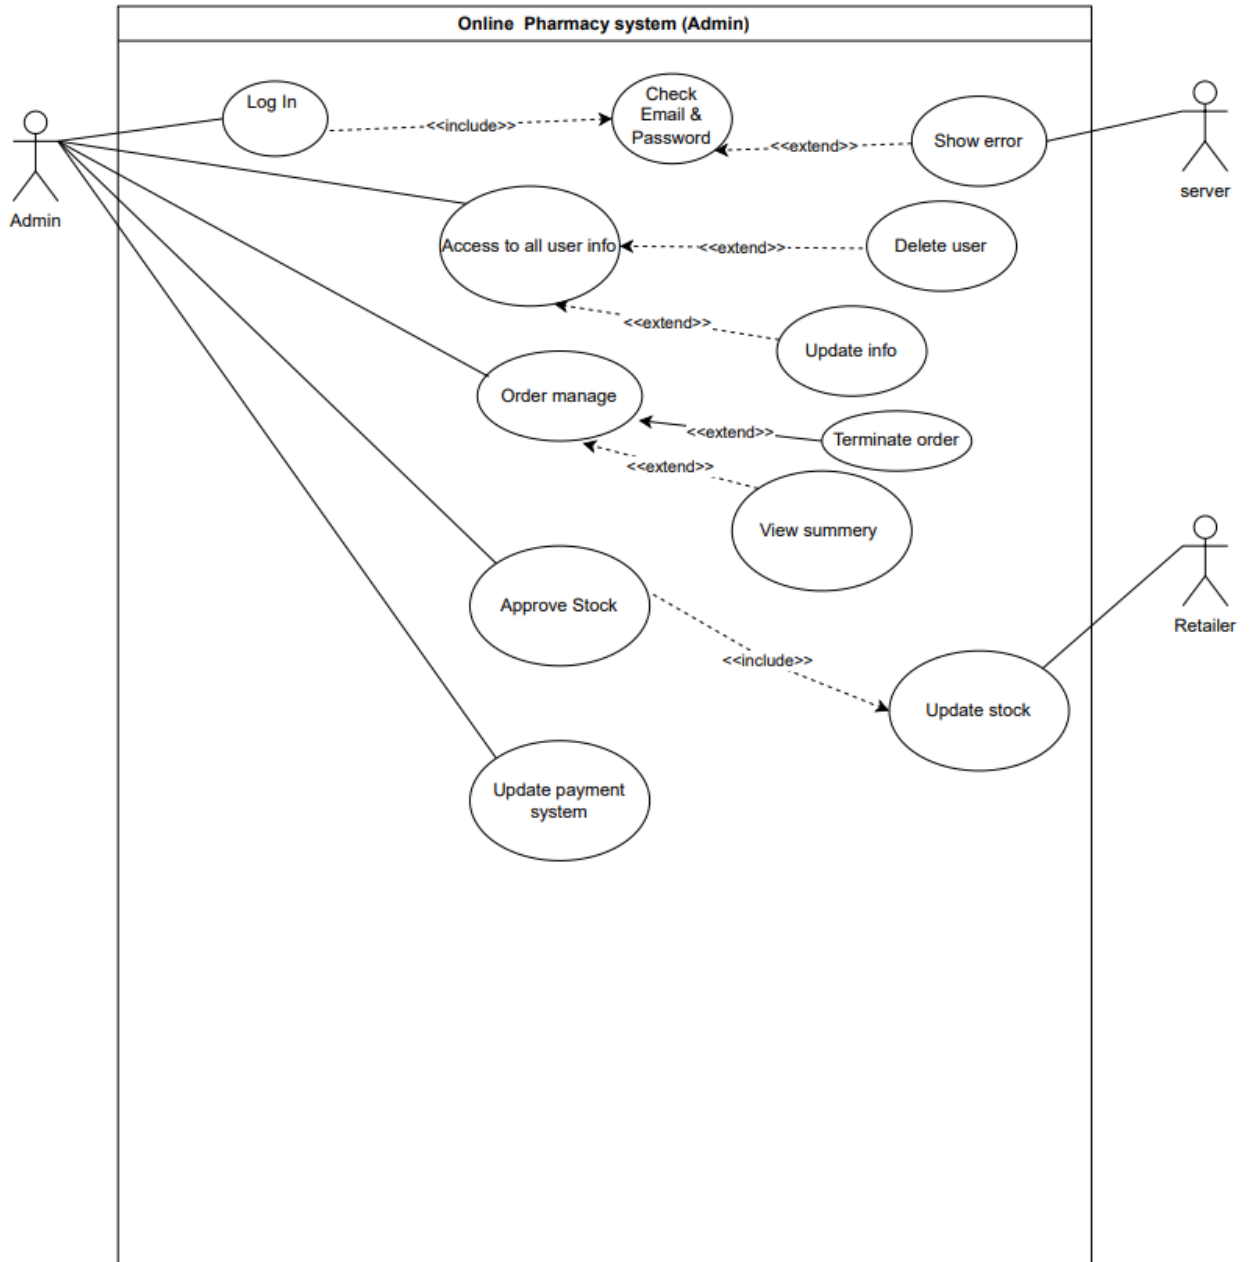 Online Pharmacy system (Admin)
Log In
<<include>>
Check
Email &
Password
<<extend>>
Show error
server
Admin
Access to all user info
<<extend>>
Delete user
<<extend>>
Update info
Order manage
<<extend>>
Terminate order
<<extend>>
View summery
Approve Stock
<<include>>
Retailer
Update stock
Update payment
system